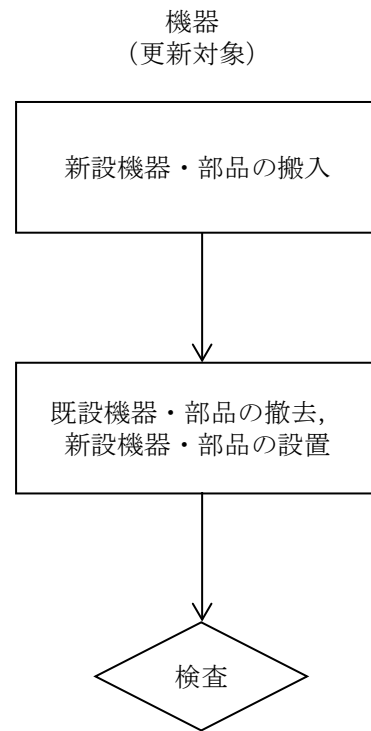 機器
（更新対象）
新設機器・部品の搬入
既設機器・部品の撤去，
新設機器・部品の設置
検査